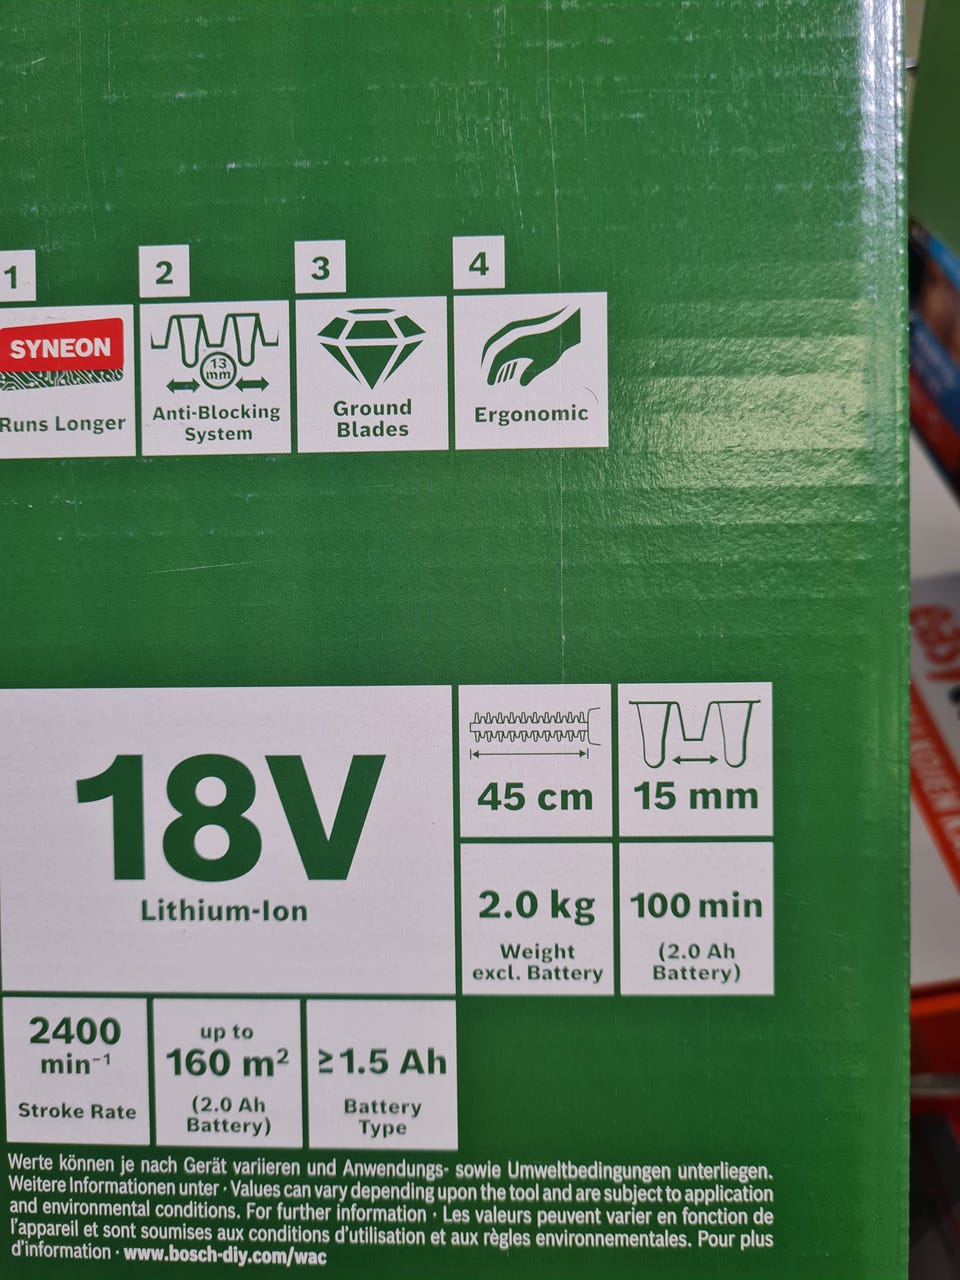 1
2
3
4
SYNEON
Runs Longer
13
mm
Anti-Blocking
System
Ground
Blades
Ergonomic
18V
Lithium-Ion
45 cm
15 mm
2.0 kg
Weight
excl. Battery
100 min
(2.0 Ah
Battery)
2400
min⁻¹
Stroke Rate
up to
160 m²
(2.0 Ah
Battery)
≥1.5 Ah
Battery
Type
Werte können je nach Gerät variieren und Anwendungs- sowie Umweltbedingungen unterliegen.
Weitere Informationen unter · Values can vary depending upon the tool and are subject to application
and environmental conditions. For further information · Les valeurs peuvent varier en fonction de
l'appareil et sont soumises aux conditions d'utilisation et aux règles environnementales. Pour plus
d'information · www.bosch-diy.com/wac
easy